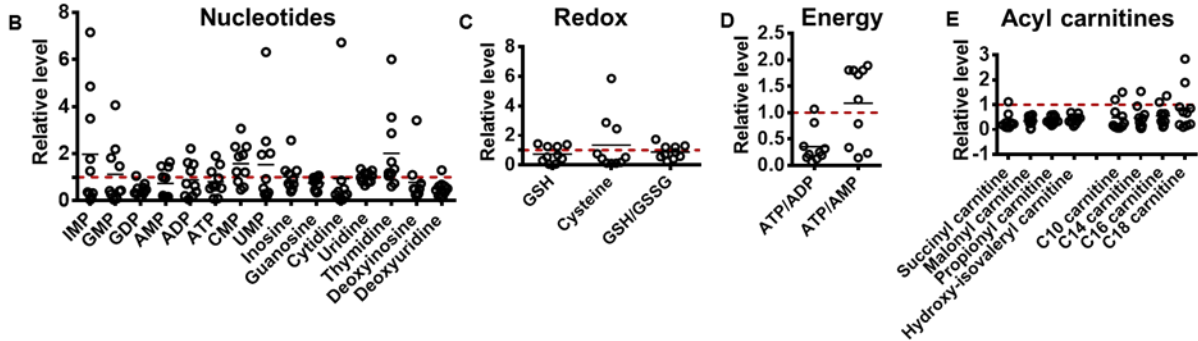 B
Nucleotides
Relative level
8
6
4
2
0
IMP
GMP
GDP
AMP
ADP
ATP
CMP
UMP
Inosine
Guanosine
Cytidine
Uridine
Thymidine
Deoxyinosine
Deoxyuridine
C
Redox
Relative level
8
6
4
2
0
GSH
Cysteine
GSH/GSSG
D
Energy
Relative level
2.5
2.0
1.5
1.0
0.5
0.0
ATP/ADP
ATP/AMP
E
Acyl carnitines
Relative level
3
2
1
0
-1
Succinyl carnitine
Malonyl carnitine
Propionyl carnitine
Hydroxy-isovaleryl carnitine
C10 carnitine
C14 carnitine
C16 carnitine
C18 carnitine